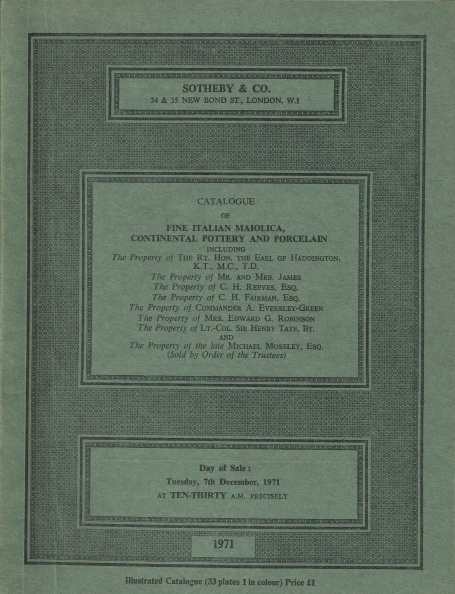 SOTHEBY & CO.
34 & 35 NEW BOND ST., LONDON, W.1
CATALOGUE
OF
FINE ITALIAN MAIOLICA,
CONTINENTAL POTTERY AND PORCELAIN
INCLUDING
The Property of THE RT. HON. THE EARL OF HADDINGTON,
K.T., M.C., T.D.
The Property of MR. AND MRS. JAMES
The Property of C. H. REEVES, ESQ.
The Property of C. H. FAIRMAN, ESQ.
The Property of COMMANDER A. EVERSLEY-GREEN
The Property of MRS. EDWARD G. ROBINSON
The Property of LT.-COL. SIR HENRY TATE, BT.
AND
The Property of the late MICHAEL MOSELEY, ESQ.
(Sold by Order of the Trustees)
Day of Sale:
Tuesday, 7th December, 1971
AT TEN-THIRTY A.M. PRECISELY
1971
Illustrated Catalogue (33 plates 1 in colour) Price £1